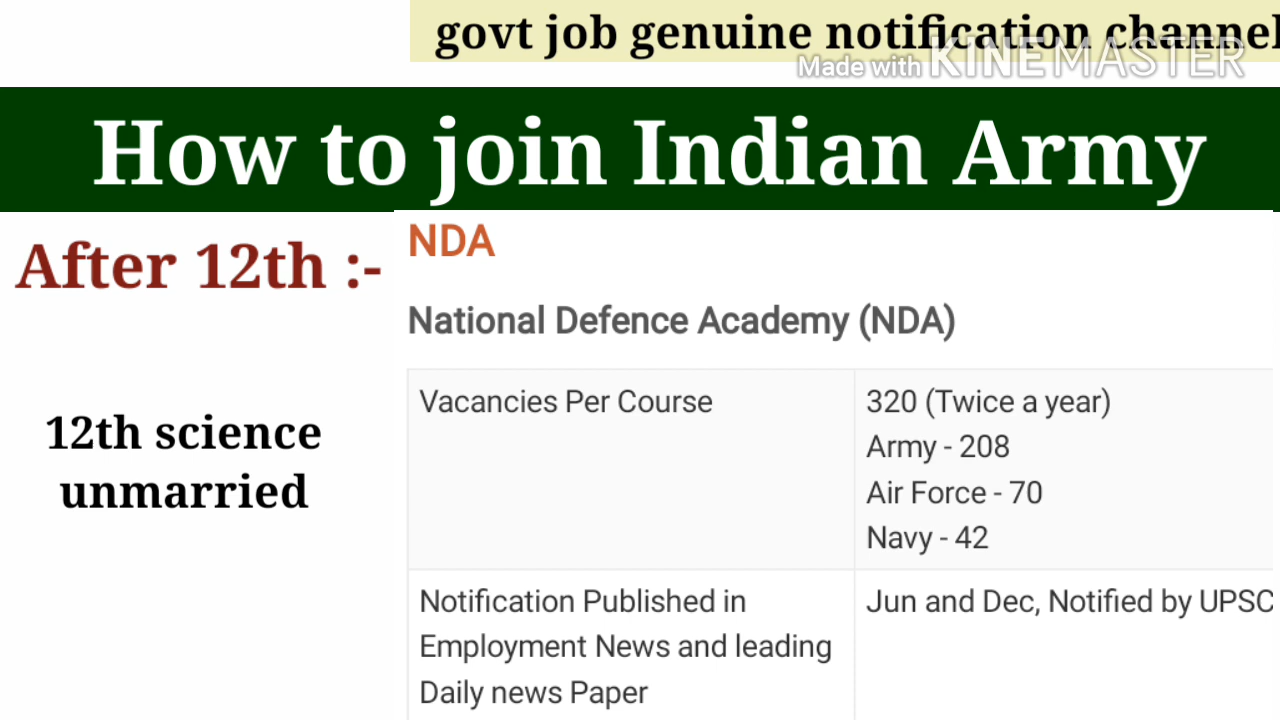 govt job genuine notification channel
Made with KINEMASTER
How to join Indian Army
After 12th :-
12th science
unmarried
NDA
National Defence Academy (NDA)
Vacancies Per Course
320 (Twice a year)
Army - 208
Air Force - 70
Navy - 42
Notification Published in
Employment News and leading
Daily news Paper
Jun and Dec, Notified by UPSC